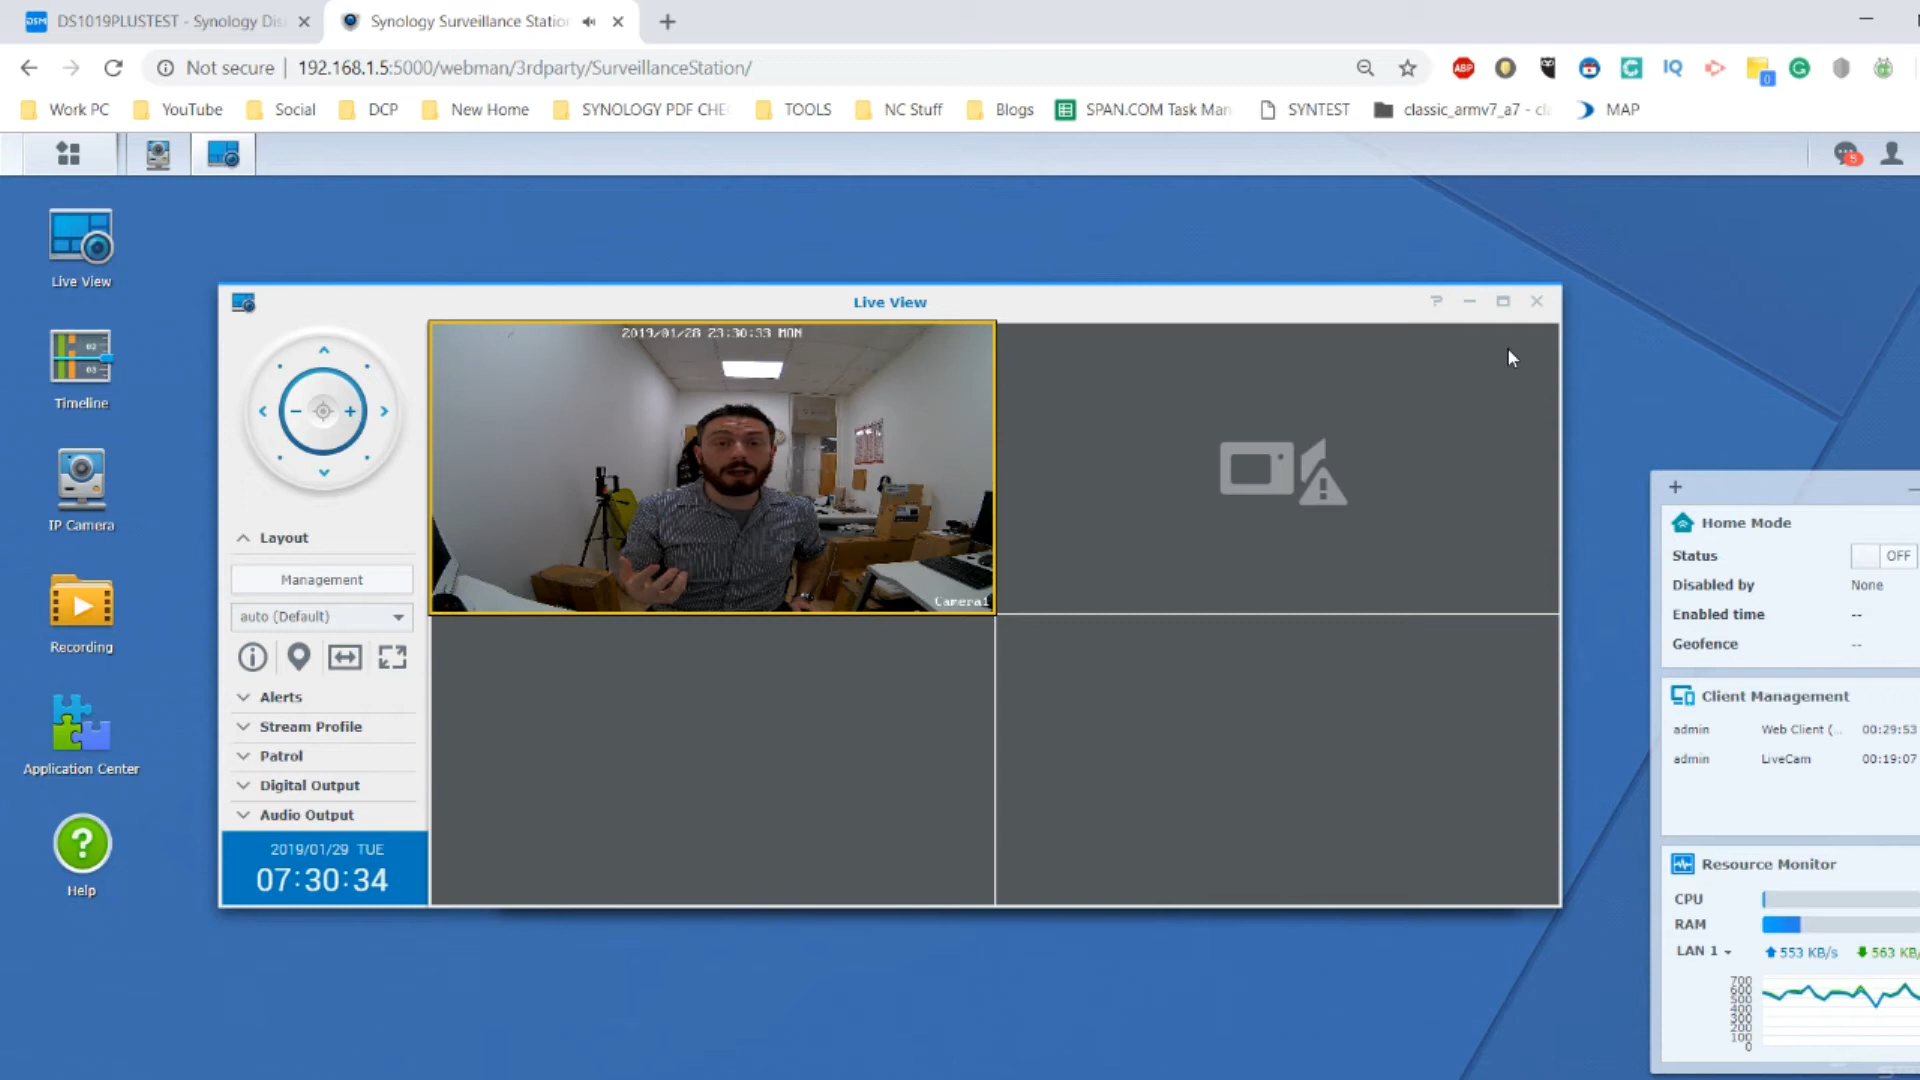 DSM DS1019PLUSTEST - Synology Dis
Synology Surveillance Station
Not secure | 192.168.1.5:5000/webman/3rdparty/SurveillanceStation/
ABP
IQ
0
Work PC
YouTube
Social
DCP
New Home
SYNOLOGY PDF CHE
TOOLS
NC Stuff
Blogs
SPAN.COM Task Man
SYNTEST
classic_armv7_a7 - cl
MAP
5
Live View
Timeline
IP Camera
Recording
Application Center
Help
Live View
Layout
Management
auto (Default)
Alerts
Stream Profile
Patrol
Digital Output
Audio Output
2019/01/29 TUE
07:30:34
2019/01/28 23:30:33 MON
Camera1
Home Mode
Status OFF
Disabled by None
Enabled time --
Geofence --
Client Management
admin Web Client (... 00:29:53
admin LiveCam 00:19:07
Resource Monitor
CPU
RAM
LAN 1 553 KB/s 563 KB/
700
600
500
400
300
200
100
0